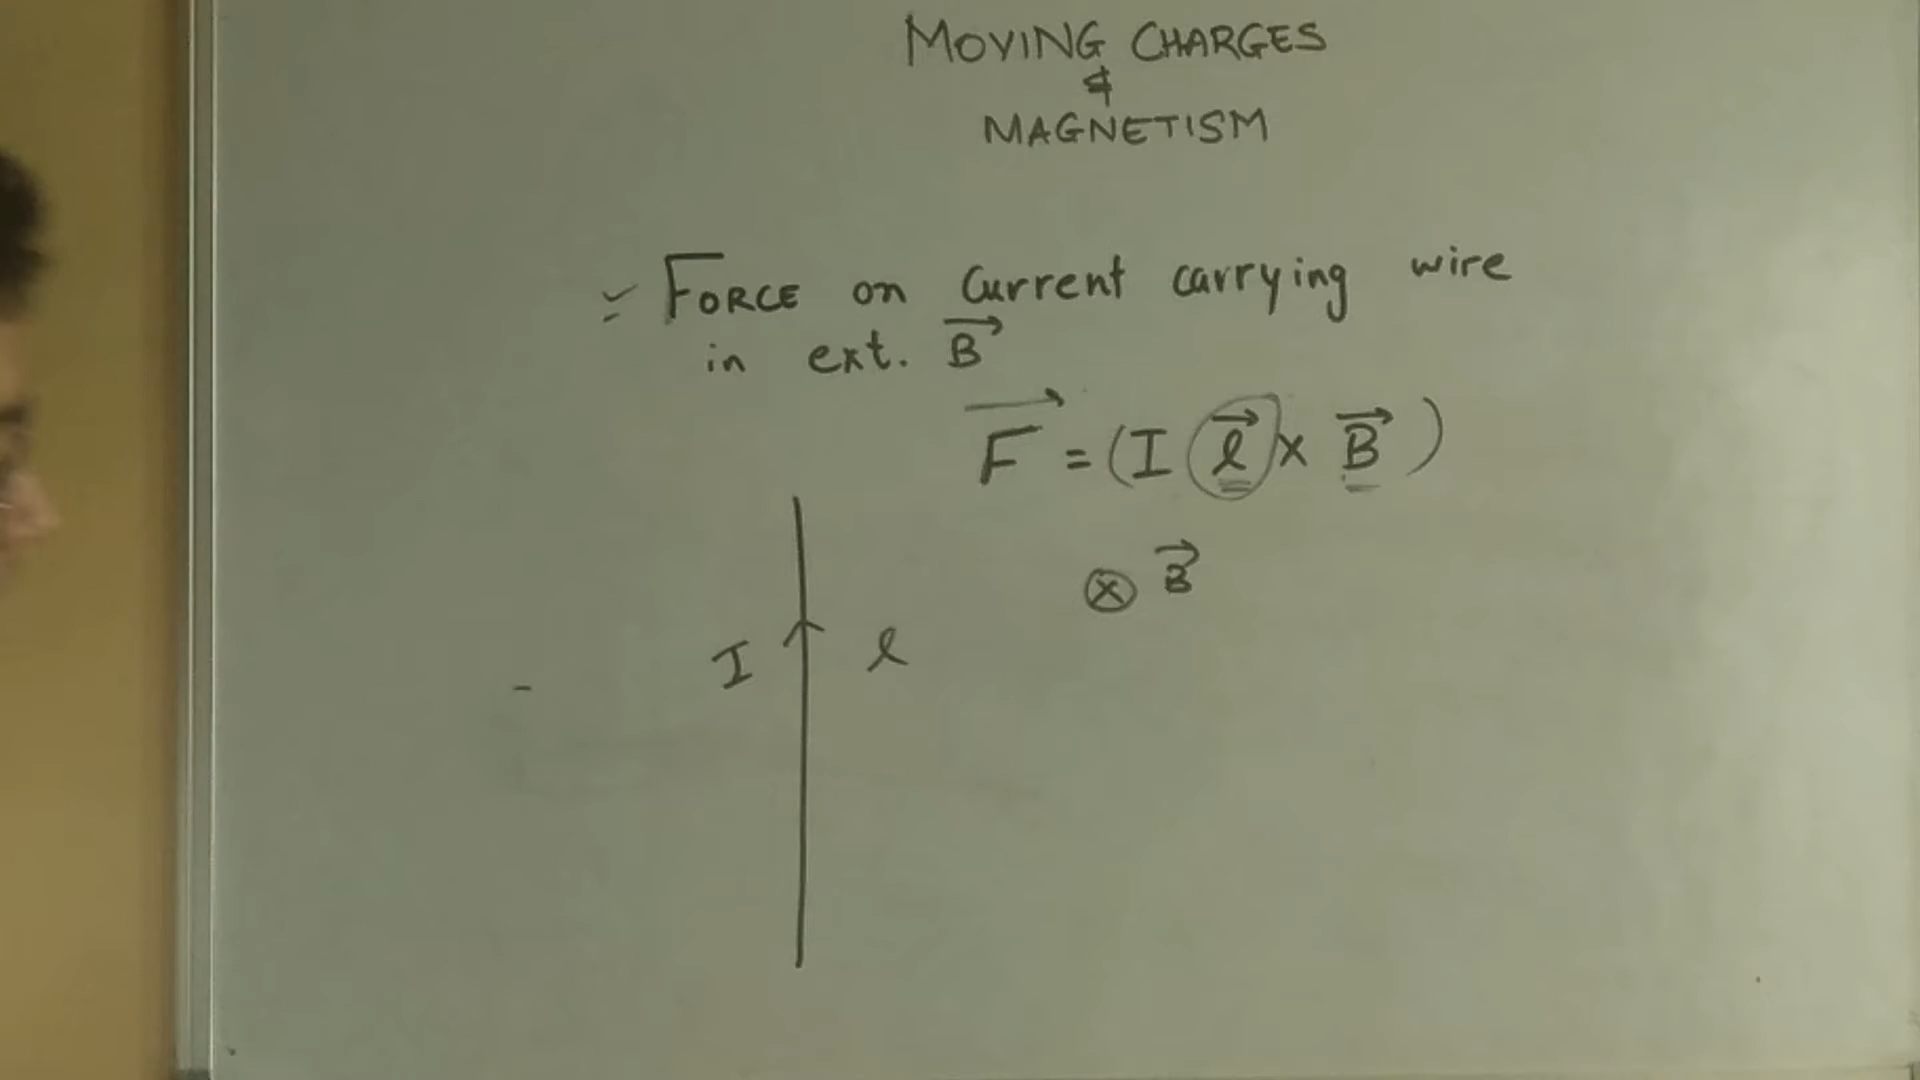 MOVING CHARGES
&
MAGNETISM
FORCE on Current carrying wire
in ext. B⃗
F⃗ = (I l⃗ x B⃗)
⊗ B⃗
I l